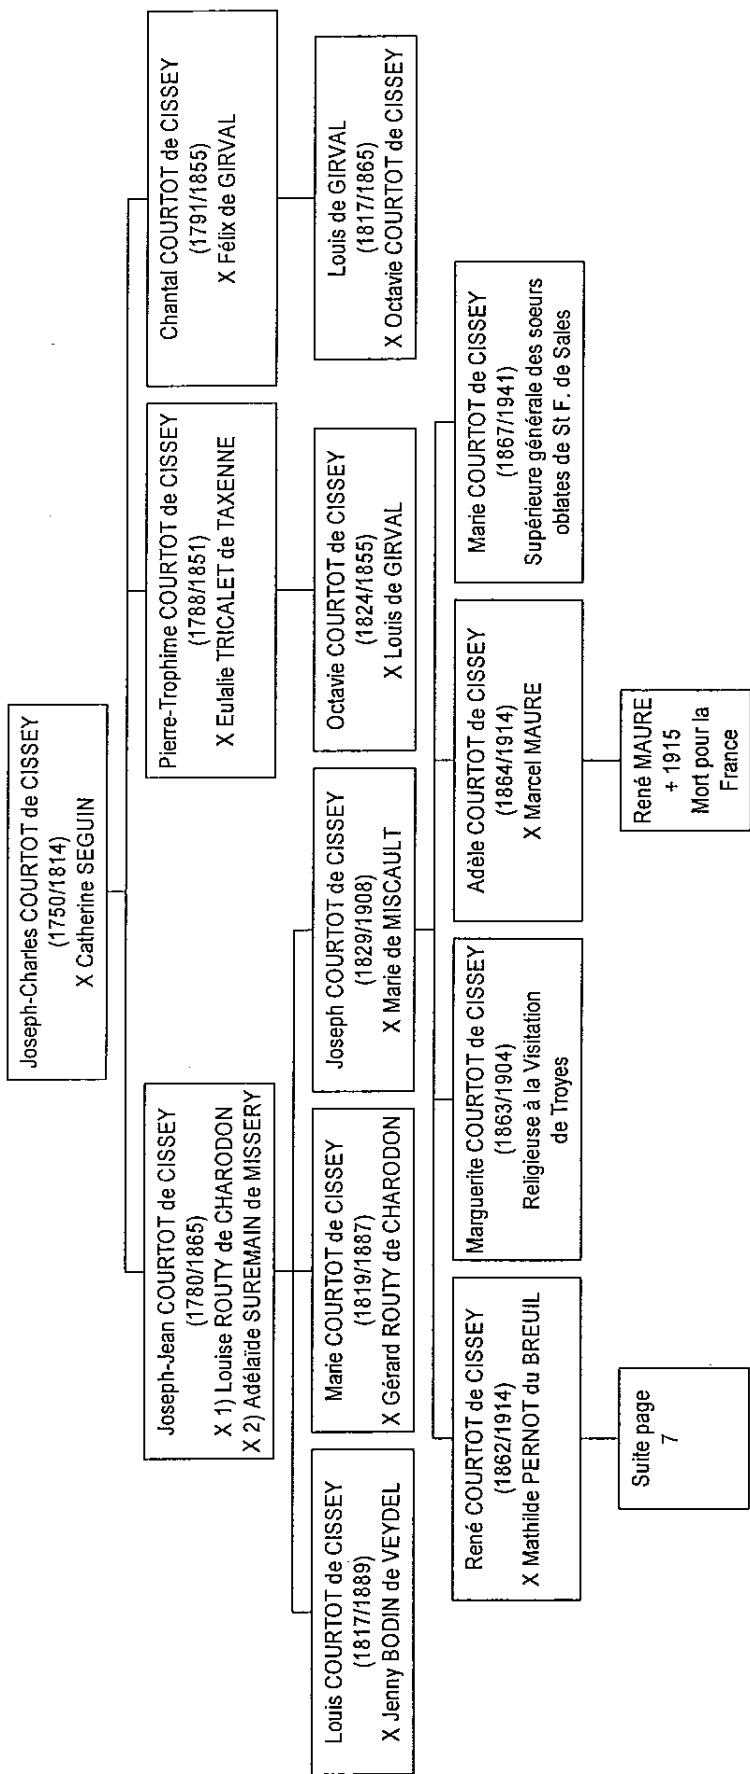 Joseph-Charles COURTOT de CISSEY
(1750/1814)
X Catherine SEGUIN
Joseph-Jean COURTOT de CISSEY
(1780/1865)
X 1) Louise ROUTY de CHARODON
X 2) Adélaïde SUREMAIN de MISSERY
Pierre-Trophime COURTOT de CISSEY
(1788/1851)
X Eulalie TRICALET de TAXENNE
Chantal COURTOT de CISSEY
(1791/1855)
X Félix de GIRVAL
Louis COURTOT de CISSEY
(1817/1889)
X Jenny BODIN de VEYDEL
Marie COURTOT de CISSEY
(1819/1887)
X Gérard ROUTY de CHARODON
Joseph COURTOT de CISSEY
(1829/1908)
X Marie de MISCAULT
Octavie COURTOT de CISSEY
(1824/1855)
X Louis de GIRVAL
Louis de GIRVAL
(1817/1865)
X Octavie COURTOT de CISSEY
René COURTOT de CISSEY
(1862/1914)
X Mathilde PERNOT du BREUIL
Marguerite COURTOT de CISSEY
(1863/1904)
Religieuse à la Visitation
de Troyes
Adèle COURTOT de CISSEY
(1864/1914)
X Marcel MAURE
Marie COURTOT de CISSEY
(1867/1941)
Supérieure générale des soeurs
oblates de St F. de Sales
Suite page
7
René MAURE
+ 1915
Mort pour la
France